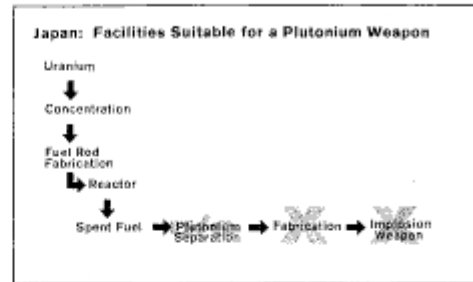 Japan: Facilities Suitable for a Plutonium Weapon
Uranium
Concentration
Fuel Rod
Fabrication
Reactor
Spent Fuel
Plutonium
Separation
Fabrication
Implosion
Weapon